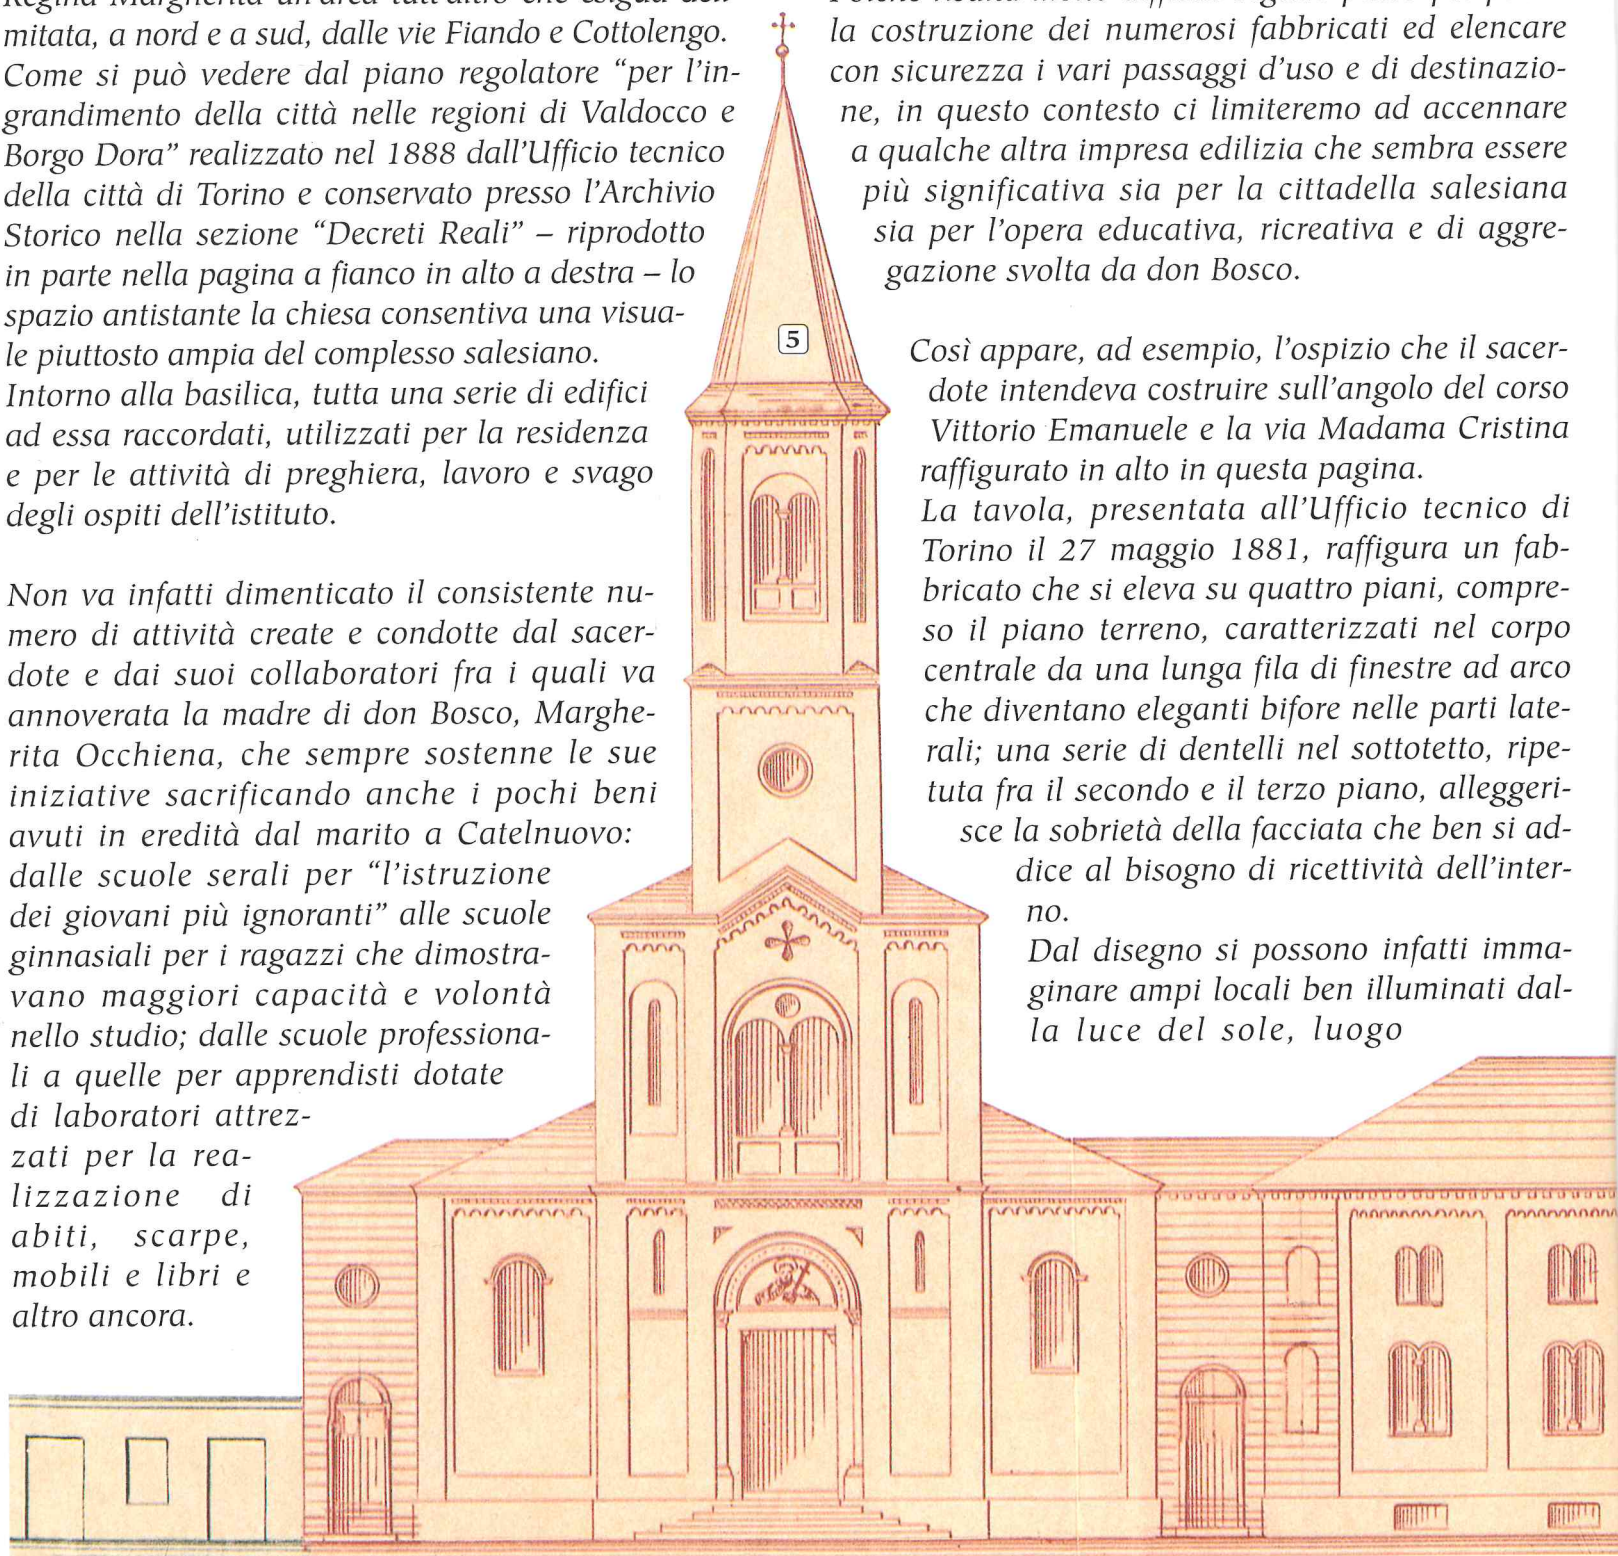 Regina Margherita un'area tutt'altro che esigua deli-
mitata, a nord e a sud, dalle vie Fiando e Cottolengo.
Come si può vedere dal piano regolatore “per l'in-
grandimento della città nelle regioni di Valdocco e
Borgo Dora” realizzato nel 1888 dall'Ufficio tecnico
della città di Torino e conservato presso l'Archivio
Storico nella sezione “Decreti Reali” – riprodotto
in parte nella pagina a fianco in alto a destra – lo
spazio antistante la chiesa consentiva una visua-
le piuttosto ampia del complesso salesiano.
Intorno alla basilica, tutta una serie di edifici
ad essa raccordati, utilizzati per la residenza
e per le attività di preghiera, lavoro e svago
degli ospiti dell'istituto.
Non va infatti dimenticato il consistente nu-
mero di attività create e condotte dal sacer-
dote e dai suoi collaboratori fra i quali va
annoverata la madre di don Bosco, Marghe-
rita Occhiena, che sempre sostenne le sue
iniziative sacrificando anche i pochi beni
avuti in eredità dal marito a Catelnuovo:
dalle scuole serali per “l'istruzione
dei giovani più ignoranti” alle scuole
ginnasiali per i ragazzi che dimostra-
vano maggiori capacità e volontà
nello studio; dalle scuole professiona-
li a quelle per apprendisti dotate
di laboratori attrez-
zati per la rea-
lizzazione di
abiti, scarpe,
mobili e libri e
altro ancora.
5
la costruzione dei numerosi fabbricati ed elencare
con sicurezza i vari passaggi d'uso e di destinazio-
ne, in questo contesto ci limiteremo ad accennare
a qualche altra impresa edilizia che sembra essere
più significativa sia per la cittadella salesiana
sia per l'opera educativa, ricreativa e di aggre-
gazione svolta da don Bosco.
Così appare, ad esempio, l'ospizio che il sacer-
dote intendeva costruire sull'angolo del corso
Vittorio Emanuele e la via Madama Cristina
raffigurato in alto in questa pagina.
La tavola, presentata all'Ufficio tecnico di
Torino il 27 maggio 1881, raffigura un fab-
bricato che si eleva su quattro piani, compre-
so il piano terreno, caratterizzati nel corpo
centrale da una lunga fila di finestre ad arco
che diventano eleganti bifore nelle parti late-
rali; una serie di dentelli nel sottotetto, ripe-
tuta fra il secondo e il terzo piano, alleggeri-
sce la sobrietà della facciata che ben si ad-
dice al bisogno di ricettività dell'inter-
no.
Dal disegno si possono infatti imma-
ginare ampi locali ben illuminati dal-
la luce del sole, luogo